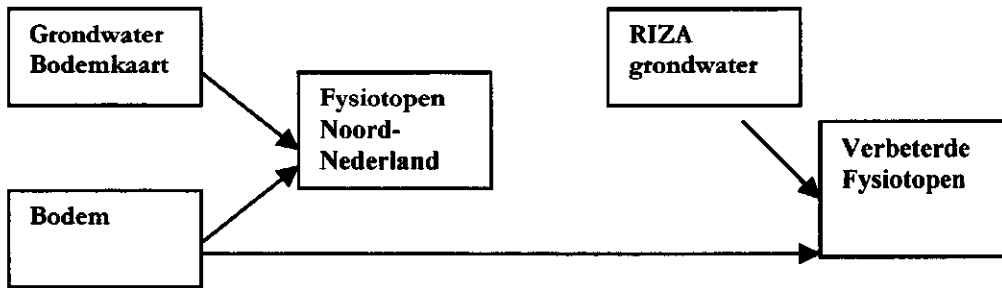 Grondwater
Bodemkaart
RIZA
grondwater
Fysiotopen
Noord-
Nederland
Verbeterde
Fysiotopen
Bodem